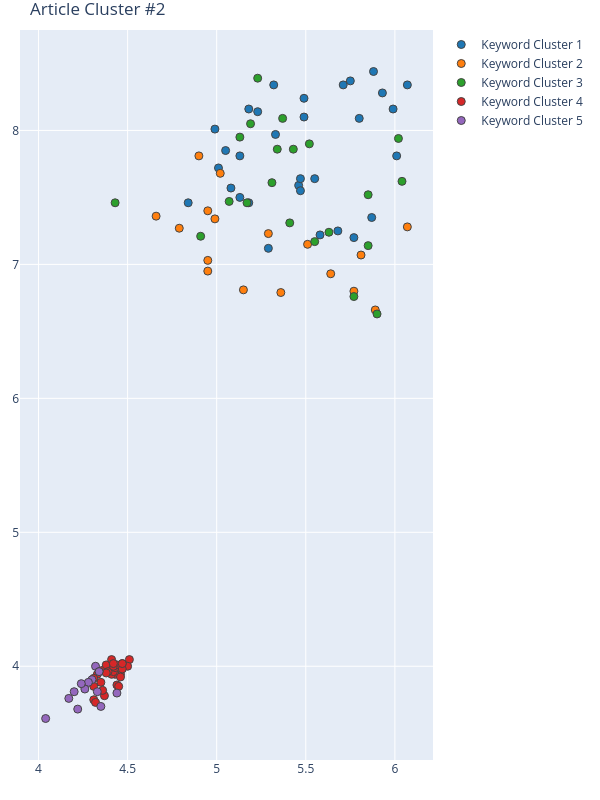 Article Cluster #2
Keyword Cluster 1
Keyword Cluster 2
Keyword Cluster 3
Keyword Cluster 4
Keyword Cluster 5
8
7
6
5
4
4 4.5 5 5.5 6